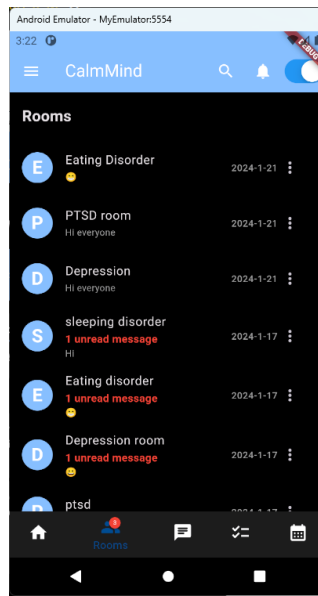 Android Emulator - MyEmulator:5554
3:22
CalmMind
Rooms
E
Eating Disorder
2024-1-21
P
PTSD room
Hi everyone
2024-1-21
D
Depression
Hi everyone
2024-1-21
S
sleeping disorder
1 unread message
Hi
2024-1-17
E
Eating disorder
1 unread message
2024-1-17
D
Depression room
1 unread message
2024-1-17
ptsd
3
Rooms